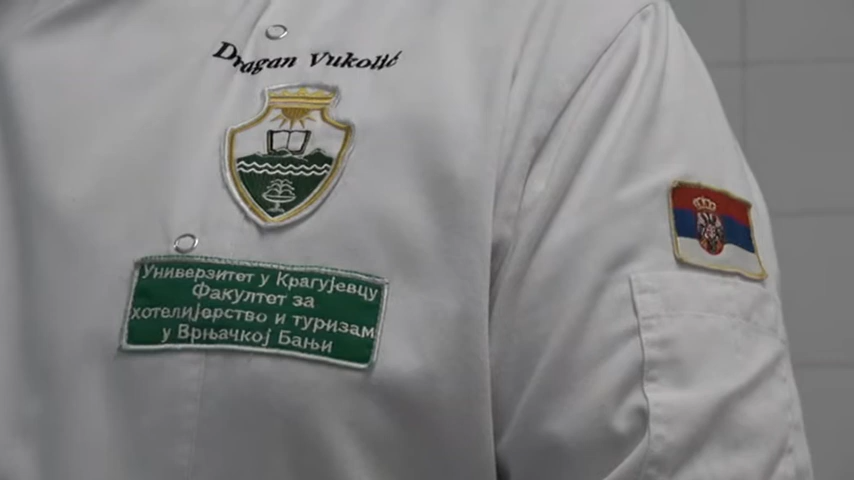 Dragan Vukolić
Универзитет у Крагујевцу
Факултет за
хотелијерство и туризам
у Врњачкој Бањи